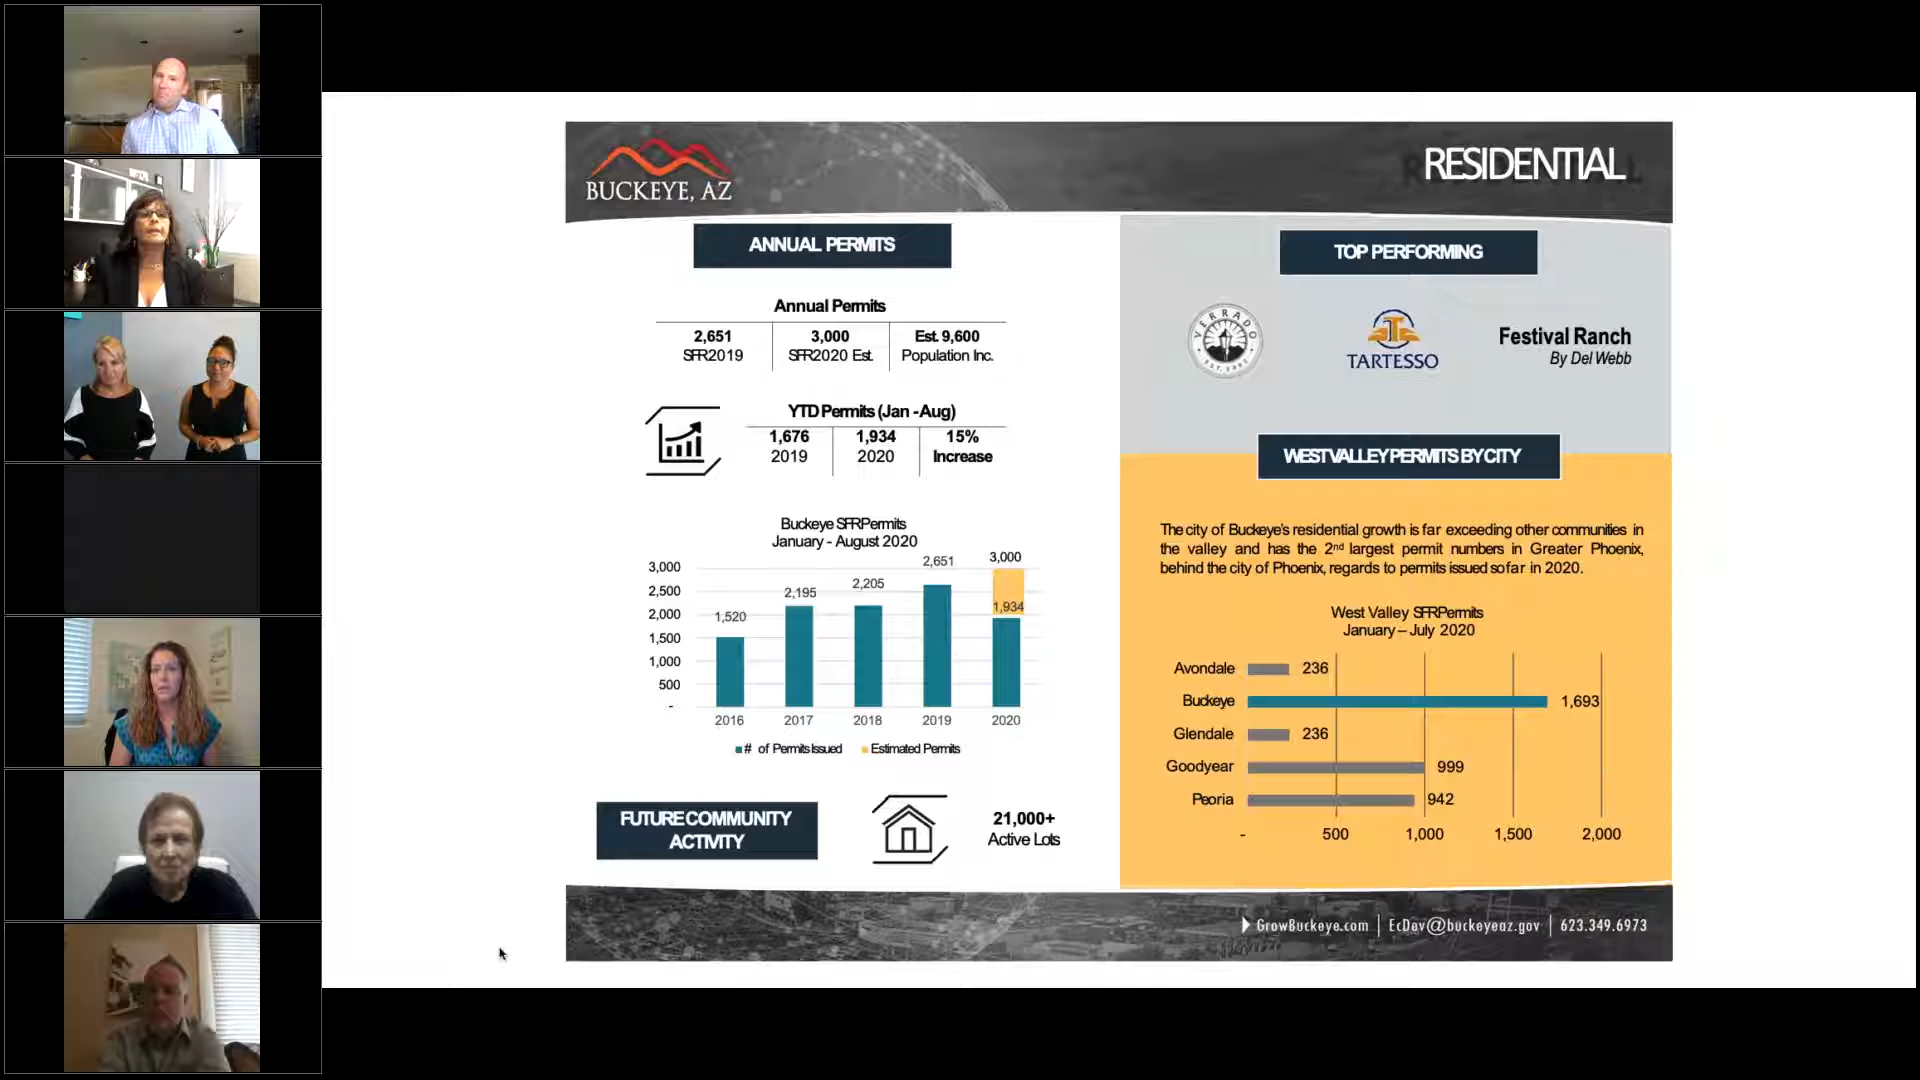 BUCKEYE, AZ
RESIDENTIAL
ANNUAL PERMITS
Annual Permits
2,651 3,000 Est. 9,600
SFR 2019 SFR 2020 Est. Population Inc.
YTD Permits (Jan - Aug)
1,676 1,934 15%
2019 2020 Increase
Buckeye SFR Permits
January - August 2020
3,000
2,500
2,000
1,500
1,000
500
-
1,520
2,195
2,205
2,651
3,000
1,934
2016 2017 2018 2019 2020
# of Permits Issued Estimated Permits
FUTURE COMMUNITY
ACTIVITY
21,000+
Active Lots
TOP PERFORMING
VERRADO
TARTESSO
Festival Ranch
By Del Webb
WEST VALLEY PERMITS BY CITY
The city of Buckeye's residential growth is far exceeding other communities in
the valley and has the 2nd largest permit numbers in Greater Phoenix,
behind the city of Phoenix, regards to permits issued so far in 2020.
West Valley SFR Permits
January – July 2020
Avondale 236
Buckeye 1,693
Glendale 236
Goodyear 999
Peoria 942
- 500 1,000 1,500 2,000
GrowBuckeye.com | EcDev@buckeyeaz.gov | 623.349.6973